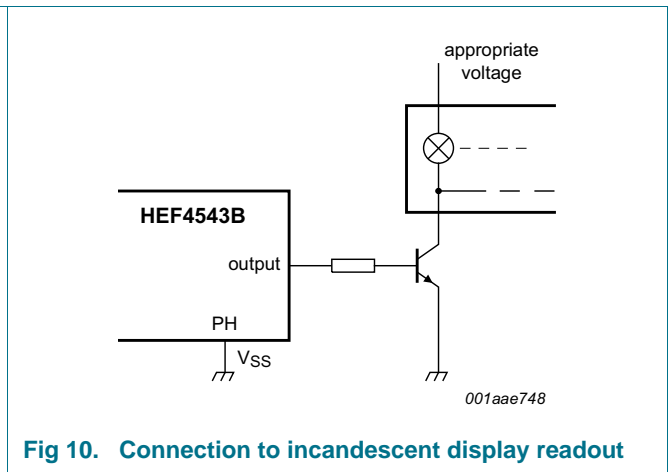 appropriate
voltage
HEF4543B
output
PH
VSS
001aae748
Fig 10. Connection to incandescent display readout